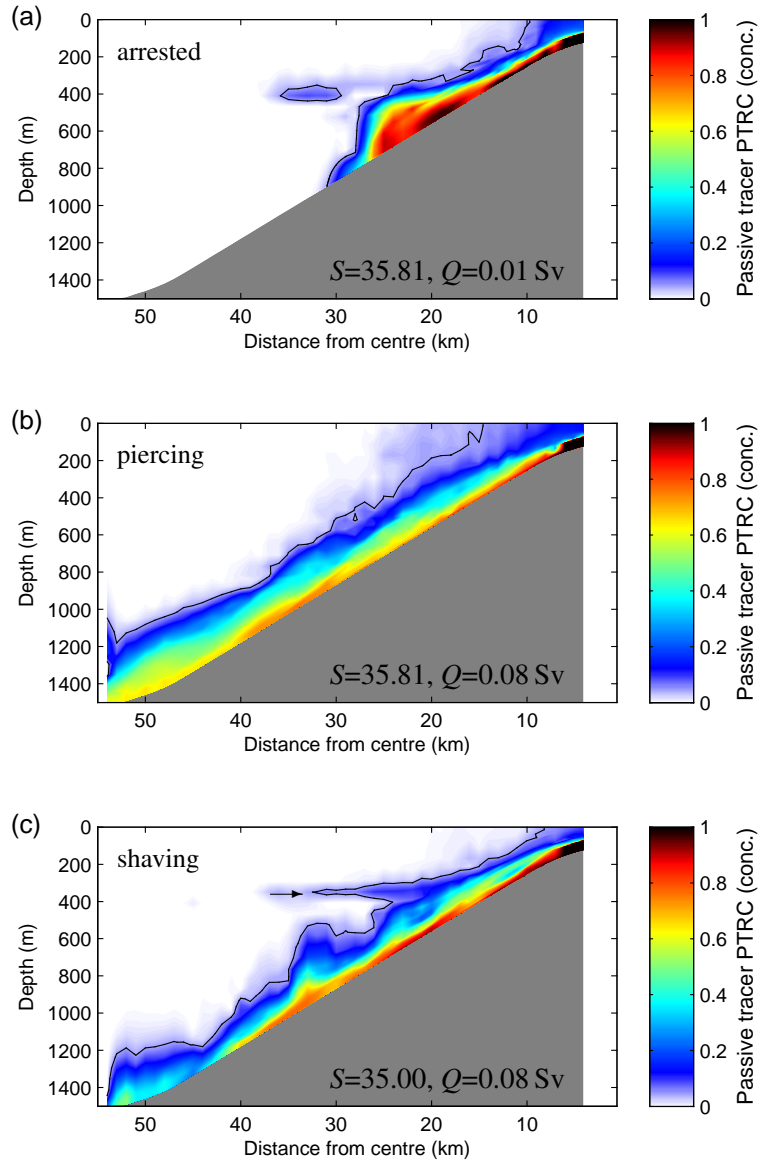 (a)
arrested
0
200
400
600
800
1000
1200
1400
Depth (m)
50 40 30 20 10
Distance from centre (km)
S=35.81, Q=0.01 Sv
1
0.8
0.6
0.4
0.2
0
Passive tracer PTRC (conc.)
(b)
piercing
0
200
400
600
800
1000
1200
1400
Depth (m)
50 40 30 20 10
Distance from centre (km)
S=35.81, Q=0.08 Sv
1
0.8
0.6
0.4
0.2
0
Passive tracer PTRC (conc.)
(c)
shaving
0
200
400
600
800
1000
1200
1400
Depth (m)
50 40 30 20 10
Distance from centre (km)
S=35.00, Q=0.08 Sv
1
0.8
0.6
0.4
0.2
0
Passive tracer PTRC (conc.)